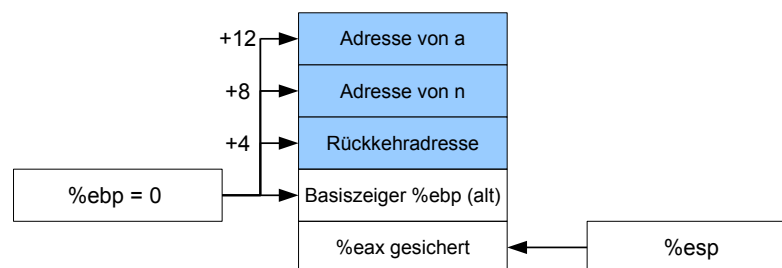 +12
Adresse von a
+8
Adresse von n
+4
Rückkehradresse
%ebp = 0
Basiszeiger %ebp (alt)
%eax gesichert
%esp